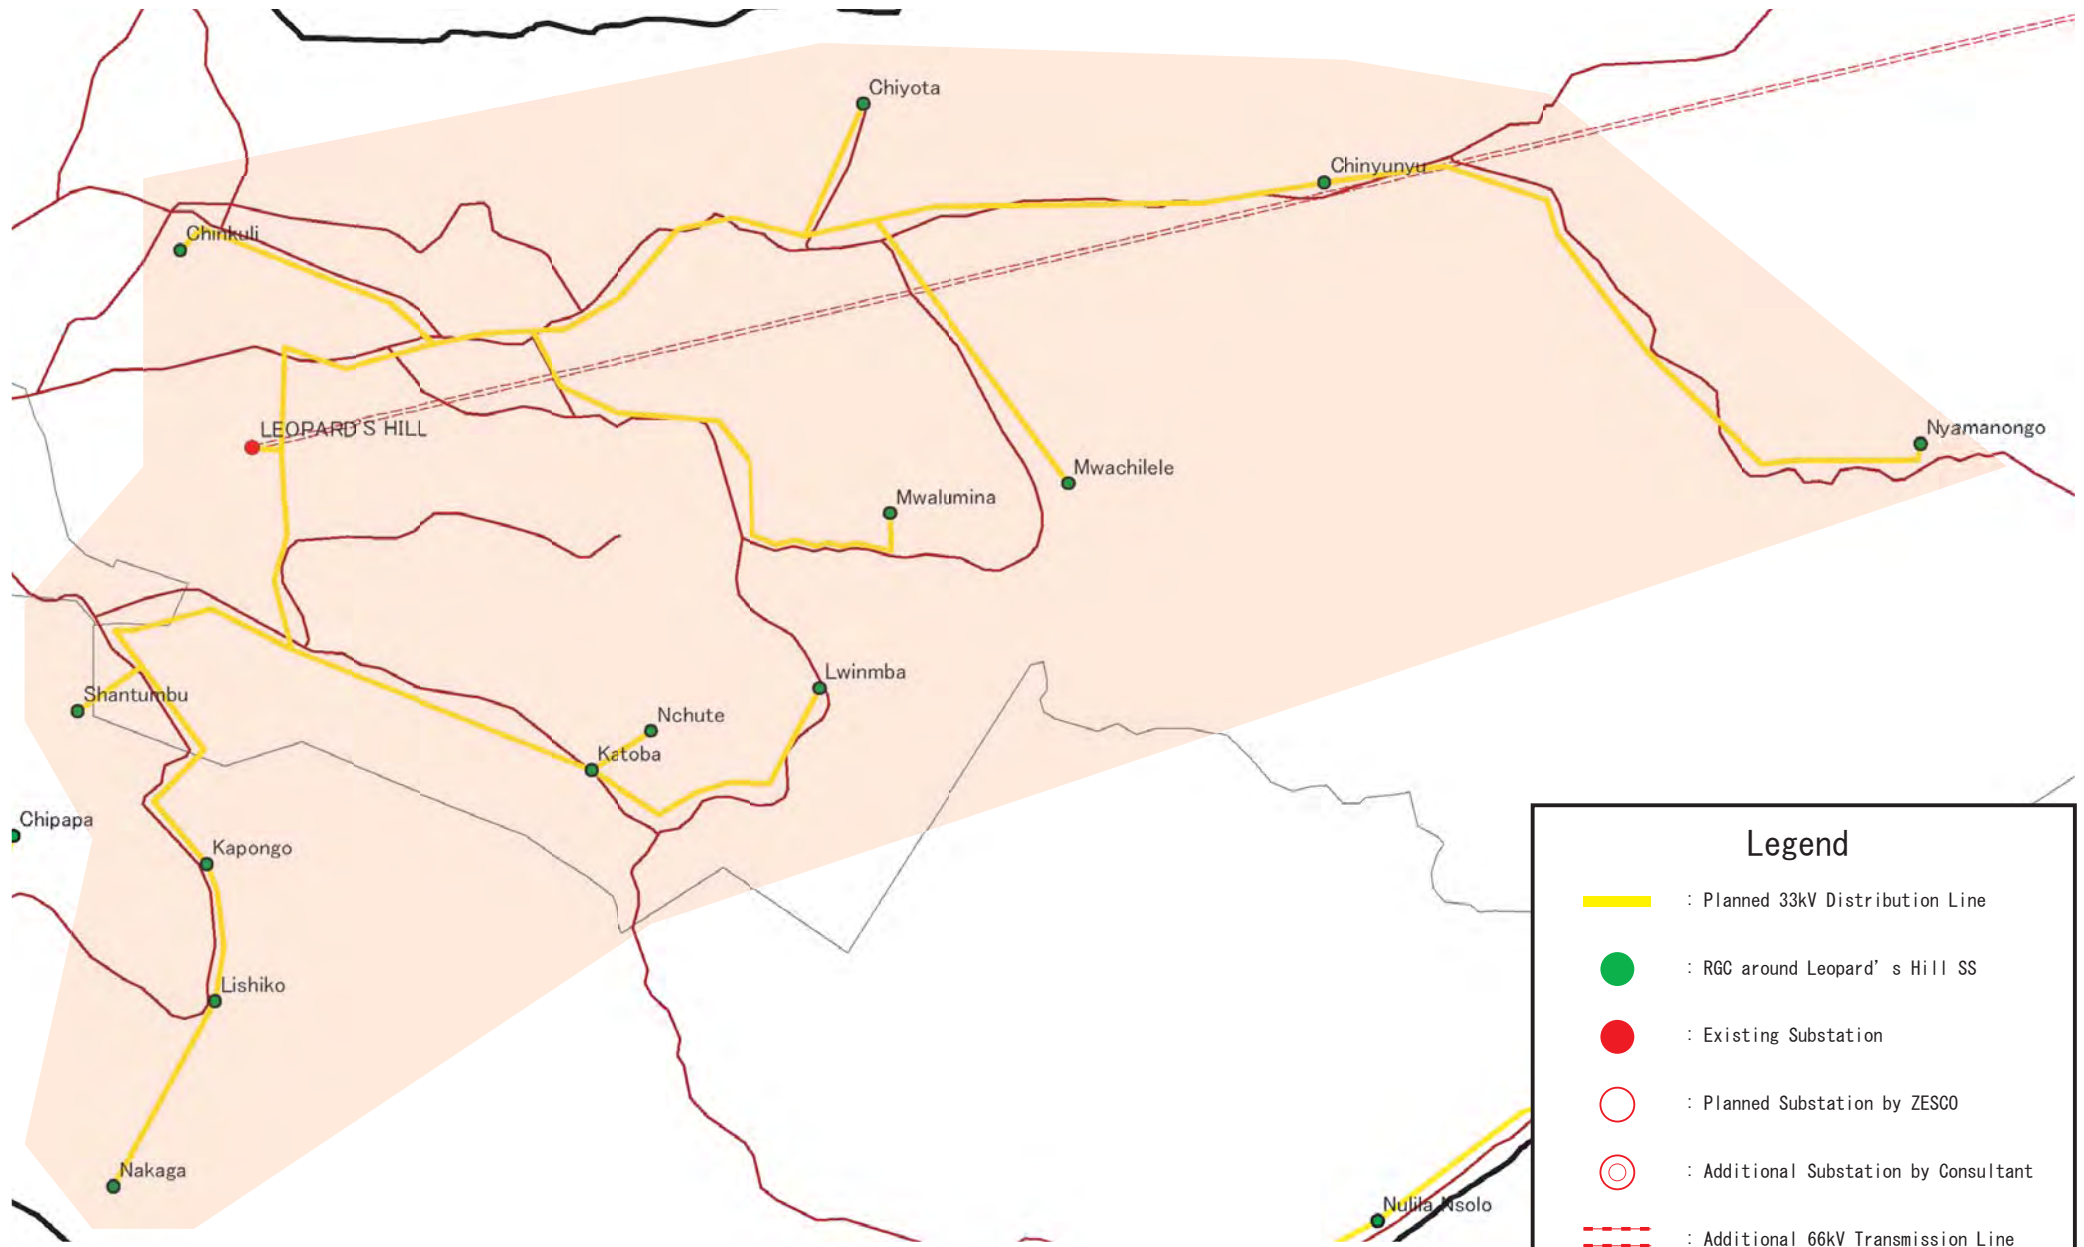 Chiyota
Chinyunyu
Chinkuli
LEOPARD'S HILL
Nyamanongo
Mwachilele
Mwalumina
Lwinmba
Shantumbu
Nchute
Katoba
Chipapa
Kapongo
Lishiko
Nakaga
Nulila Nsolo
Legend
: Planned 33kV Distribution Line
: RGC around Leopard's Hill SS
: Existing Substation
: Planned Substation by ZESCO
: Additional Substation by Consultant
: Additional 66kV Transmission Line